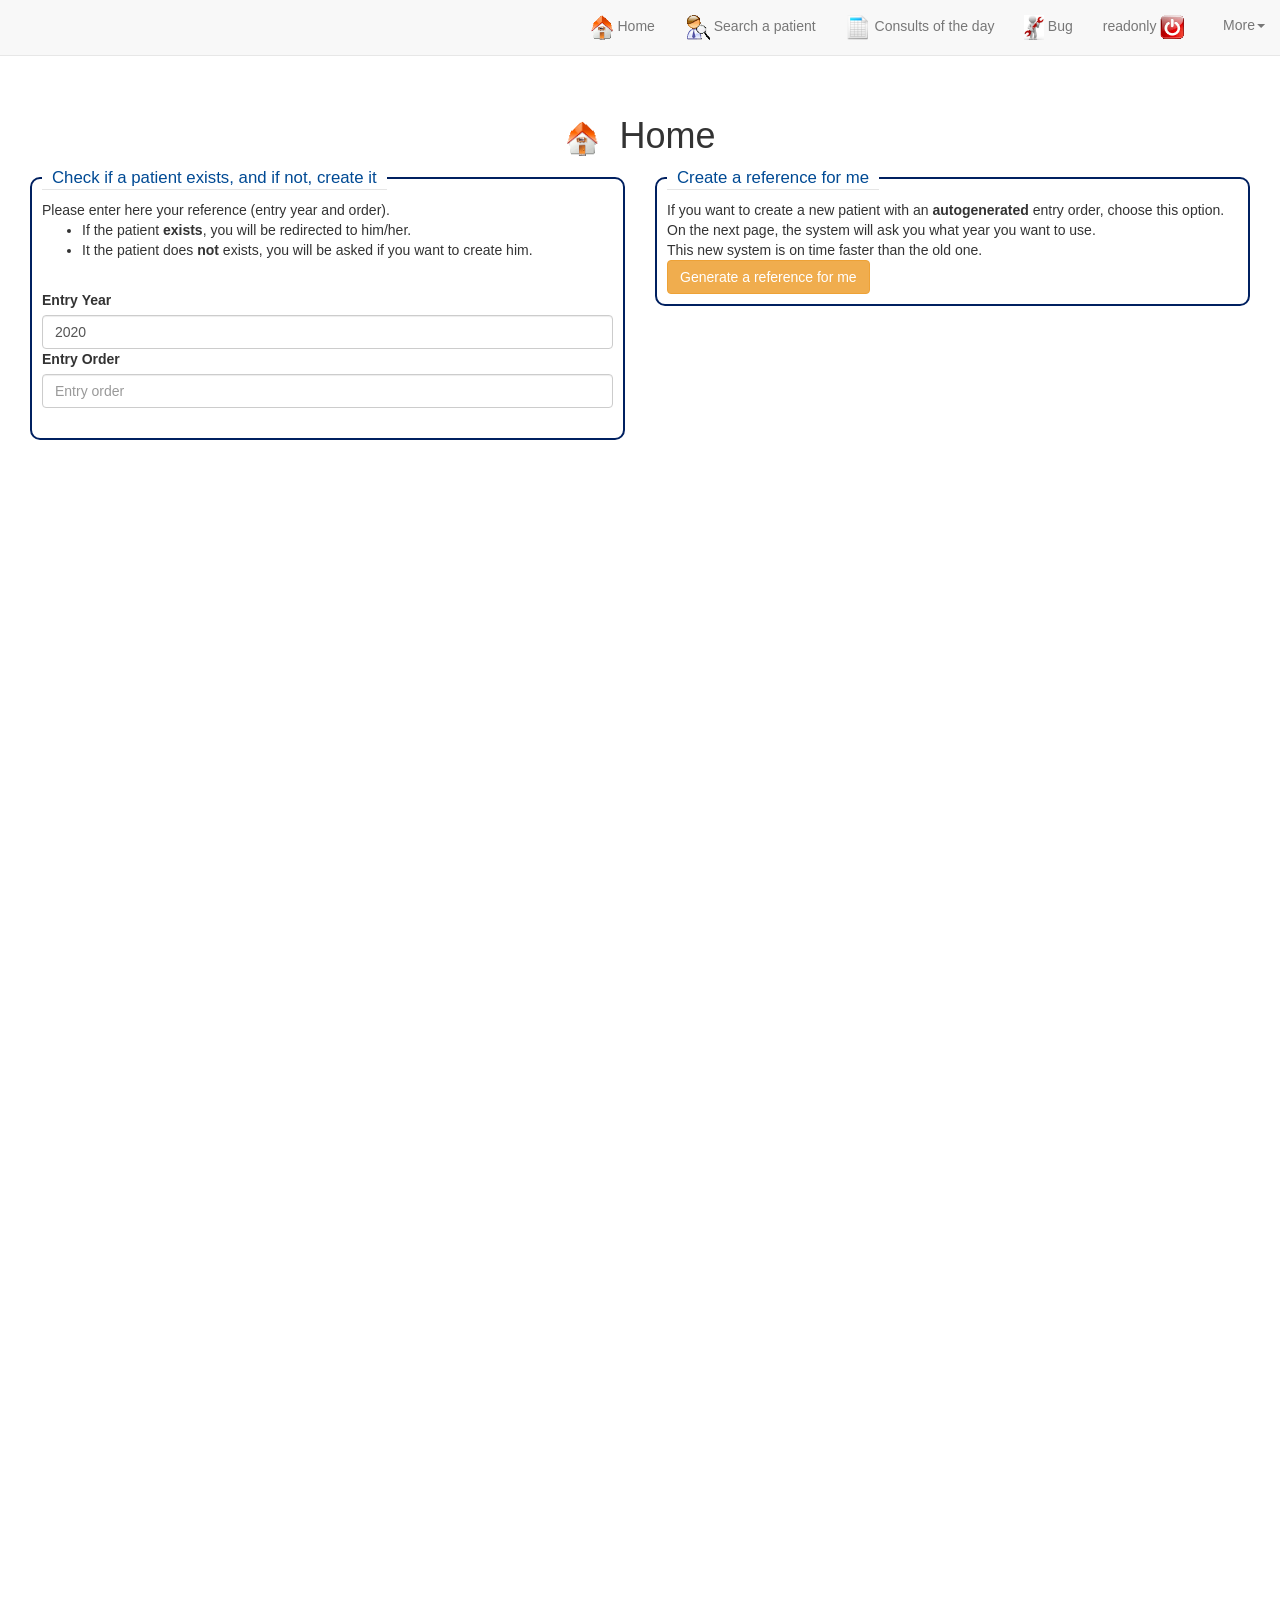 Home
Search a patient
Consults of the day
Bug
readonly
More
Home
Check if a patient exists, and if not, create it
Please enter here your reference (entry year and order).
If the patient exists, you will be redirected to him/her.
It the patient does not exists, you will be asked if you want to create him.
Entry Year
2020
Entry Order
Entry order
Create a reference for me
If you want to create a new patient with an autogenerated entry order, choose this option.
On the next page, the system will ask you what year you want to use.
This new system is on time faster than the old one.
Generate a reference for me